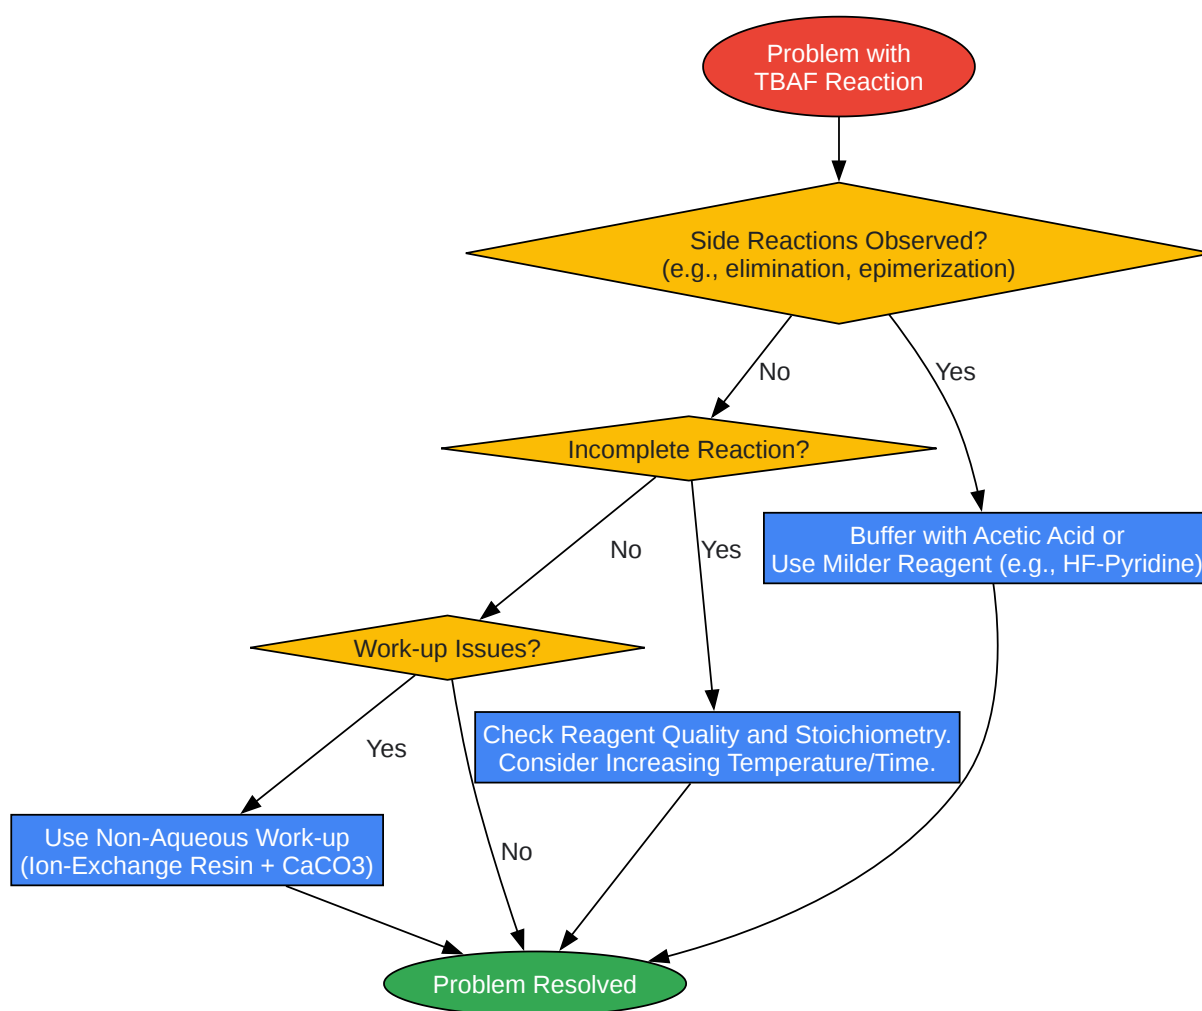 Problem with
TBAF Reaction
Side Reactions Observed?
(e.g., elimination, epimerization)
No
Yes
Incomplete Reaction?
No
Yes
Buffer with Acetic Acid or
Use Milder Reagent (e.g., HF-Pyridine)
Work-up Issues?
Yes
No
Check Reagent Quality and Stoichiometry.
Consider Increasing Temperature/Time.
Use Non-Aqueous Work-up
(Ion-Exchange Resin + CaCO3)
Problem Resolved